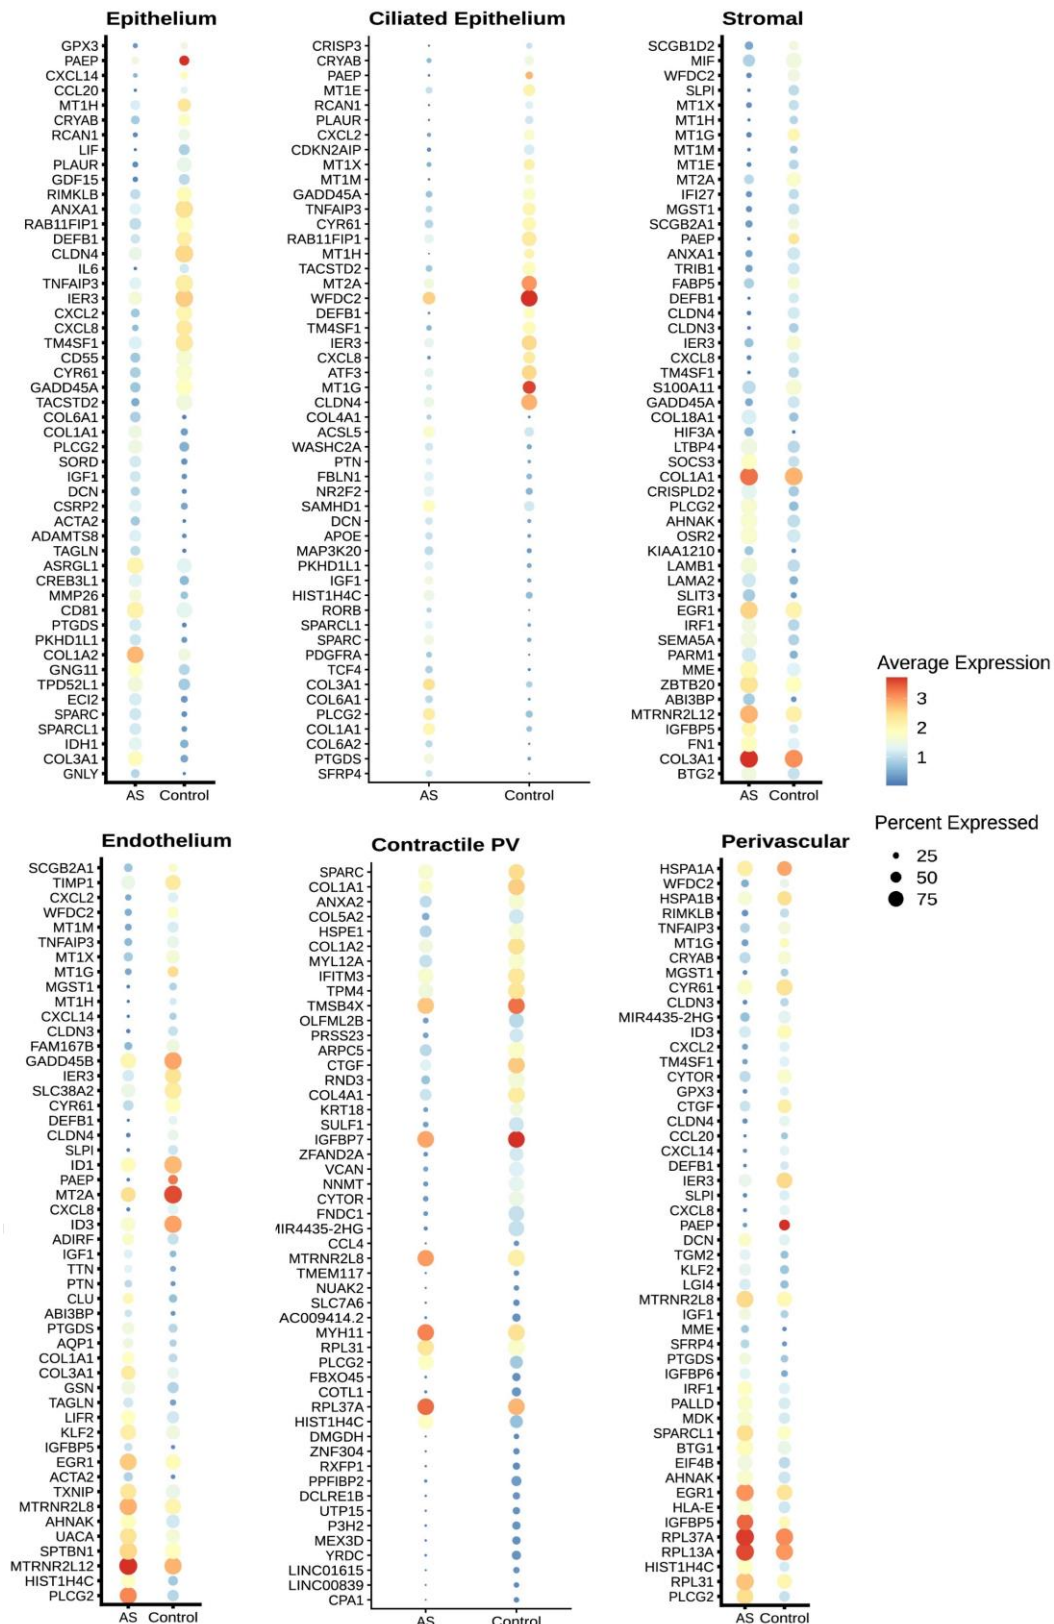 Epithelium
GPX3
PAEP
CXCL14
CCL20
MT1H
CRYAB
RCAN1
LIF
PLAUR
GDF15
RIMKLB
ANXA1
RAB11FIP1
DEFB1
CLDN4
IL6
TNFAIP3
IER3
CXCL2
CXCL8
TM4SF1
CD55
CYR61
GADD45A
TACSTD2
COL6A1
COL1A1
PLCG2
SORD
IGF1
DCN
CSRP2
ACTA2
ADAMTS8
TAGLN
ASRGL1
CREB3L1
MMP26
CD81
PTGDS
PKHD1L1
COL1A2
GNG11
TPD52L1
ECI2
SPARC
SPARCL1
IDH1
COL3A1
GNLY
AS Control
Ciliated Epithelium
CRISP3
CRYAB
PAEP
MT1E
RCAN1
PLAUR
CXCL2
CDKN2AIP
MT1X
MT1M
GADD45A
TNFAIP3
CYR61
RAB11FIP1
MT1H
TACSTD2
MT2A
WFDC2
DEFB1
TM4SF1
IER3
CXCL8
ATF3
MT1G
CLDN4
COL4A1
ACSL5
WASHC2A
PTN
FBLN1
NR2F2
SAMHD1
DCN
APOE
MAP3K20
PKHD1L1
IGF1
HIST1H4C
RORB
SPARCL1
SPARC
PDGFRA
TCF4
COL3A1
COL6A1
PLCG2
COL1A1
COL6A2
PTGDS
SFRP4
AS Control
Stromal
SCGB1D2
MIF
WFDC2
SLPI
MT1X
MT1H
MT1G
MT1M
MT1E
MT2A
IFI27
MGST1
SCGB2A1
PAEP
ANXA1
TRIB1
FABP5
DEFB1
CLDN4
CLDN3
IER3
CXCL8
TM4SF1
S100A11
GADD45A
COL18A1
HIF3A
LTBP4
SOCS3
COL1A1
CRISPLD2
PLCG2
AHNAK
OSR2
KIAA1210
LAMB1
LAMA2
SLIT3
EGR1
IRF1
SEMA5A
PARM1
MME
ZBTB20
ABI3BP
MTRNR2L12
IGFBP5
FN1
COL3A1
BTG2
AS Control
Average Expression
3
2
1
Percent Expressed
25
50
75
Endothelium
SCGB2A1
TIMP1
CXCL2
WFDC2
MT1M
TNFAIP3
MT1X
MT1G
MGST1
MT1H
CXCL14
CLDN3
FAM167B
GADD45B
IER3
SLC38A2
CYR61
DEFB1
CLDN4
SLPI
ID1
PAEP
MT2A
CXCL8
ID3
ADIRF
IGF1
TTN
PTN
CLU
ABI3BP
PTGDS
AQP1
COL1A1
COL3A1
GSN
TAGLN
LIFR
KLF2
IGFBP5
EGR1
ACTA2
TXNIP
MTRNR2L8
AHNAK
UACA
SPTBN1
MTRNR2L12
HIST1H4C
PLCG2
AS Control
Contractile PV
SPARC
COL1A1
ANXA2
COL5A2
HSPE1
COL1A2
MYL12A
IFITM3
TPM4
TMSB4X
OLFML2B
PRSS23
ARPC5
CTGF
RND3
COL4A1
KRT18
SULF1
IGFBP7
ZFAND2A
VCAN
NNMT
CYTOR
FNDC1
MIR4435-2HG
CCL4
MTRNR2L8
TMEM117
NUAK2
SLC7A6
AC009414.2
MYH11
RPL31
PLCG2
FBXO45
COTL1
RPL37A
HIST1H4C
DMGDH
ZNF304
RXFP1
PPFIBP2
DCLRE1B
UTP15
P3H2
MEX3D
YRDC
LINC01615
LINC00839
CPA1
AS Control
Perivascular
HSPA1A
WFDC2
HSPA1B
RIMKLB
TNFAIP3
MT1G
CRYAB
MGST1
CYR61
CLDN3
MIR4435-2HG
ID3
CXCL2
TM4SF1
CYTOR
GPX3
CTGF
CLDN4
CCL20
CXCL14
DEFB1
IER3
SLPI
CXCL8
PAEP
DCN
TGM2
KLF2
LGI4
MTRNR2L8
IGF1
MME
SFRP4
PTGDS
IGFBP6
IRF1
PALLD
MDK
SPARCL1
BTG1
EIF4B
AHNAK
EGR1
HLA-E
IGFBP5
RPL37A
RPL13A
HIST1H4C
RPL31
PLCG2
AS Control